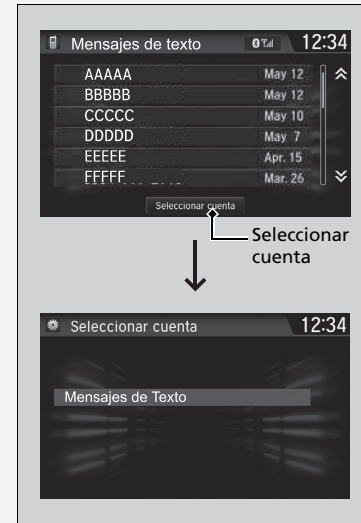 Mensajes de texto 12:34
AAAAA May 12
BBBBB May 12
CCCCC May 10
DDDDD May 7
EEEEE Apr. 15
FFFFF Mar. 26
Seleccionar cuenta
Seleccionar
cuenta
Seleccionar cuenta 12:34
Mensajes de Texto